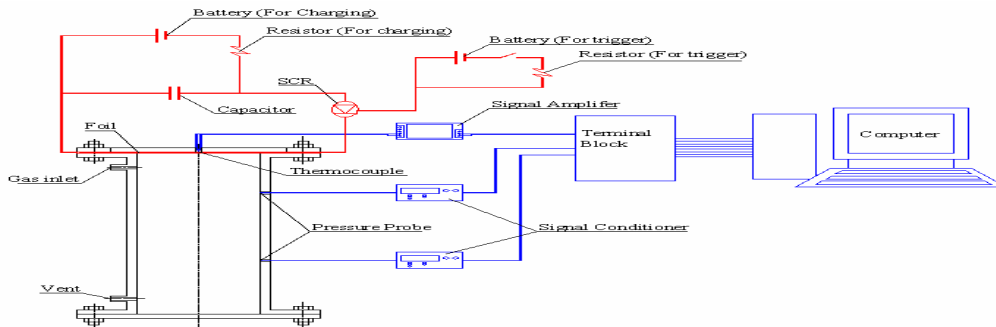 Battery (For Charging)
Resistor (For charging)
Battery (For trigger)
Resistor (For trigger)
SCR
Capacitor
Signal Amplifer
Foil
Terminal
Block
Computer
Gas inlet
Thermocouple
Pressure Probe
Signal Conditioner
Vent